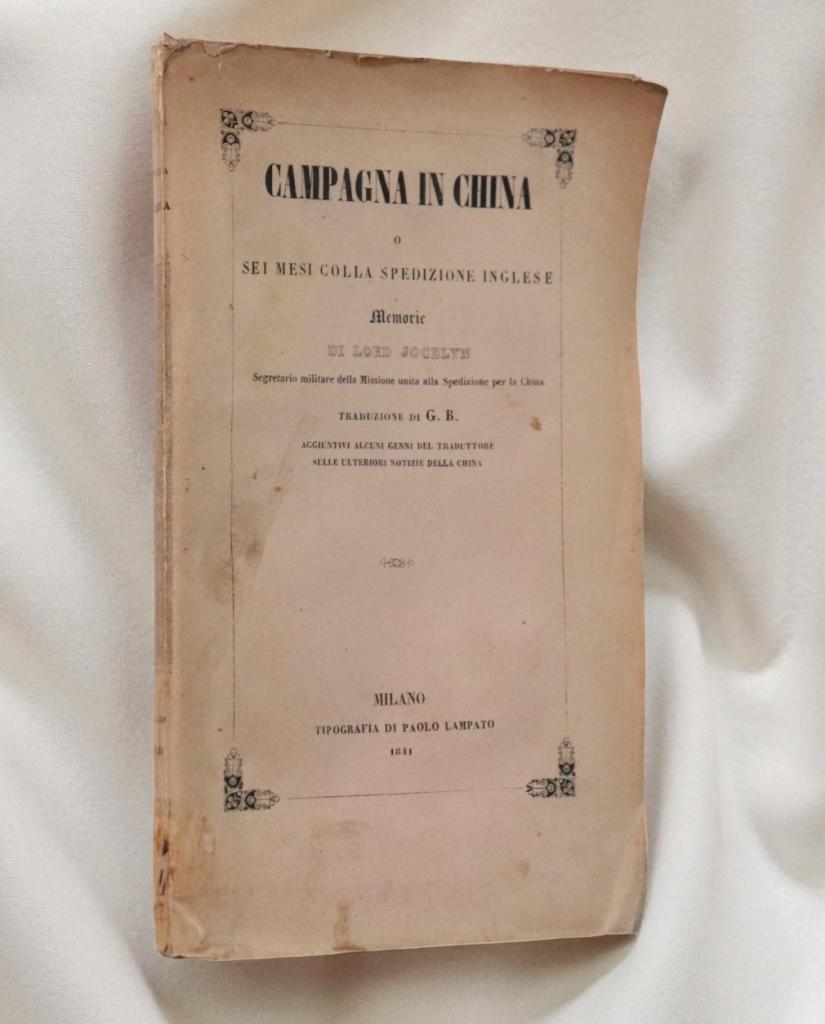 CAMPAGNA IN CHINA
O
SEI MESI COLLA SPEDIZIONE INGLESE
Memorie
DI LORD JOCELYN
Segretario militare della Missione unita alla Spedizione per la China
TRADUZIONE DI G. B.
AGGIUNTIVI ALCUNI CENNI DEL TRADUTTORE
SULLE ULTERIORI NOTIZIE DELLA CHINA
MILANO
TIPOGRAFIA DI PAOLO LAMPATO
1841